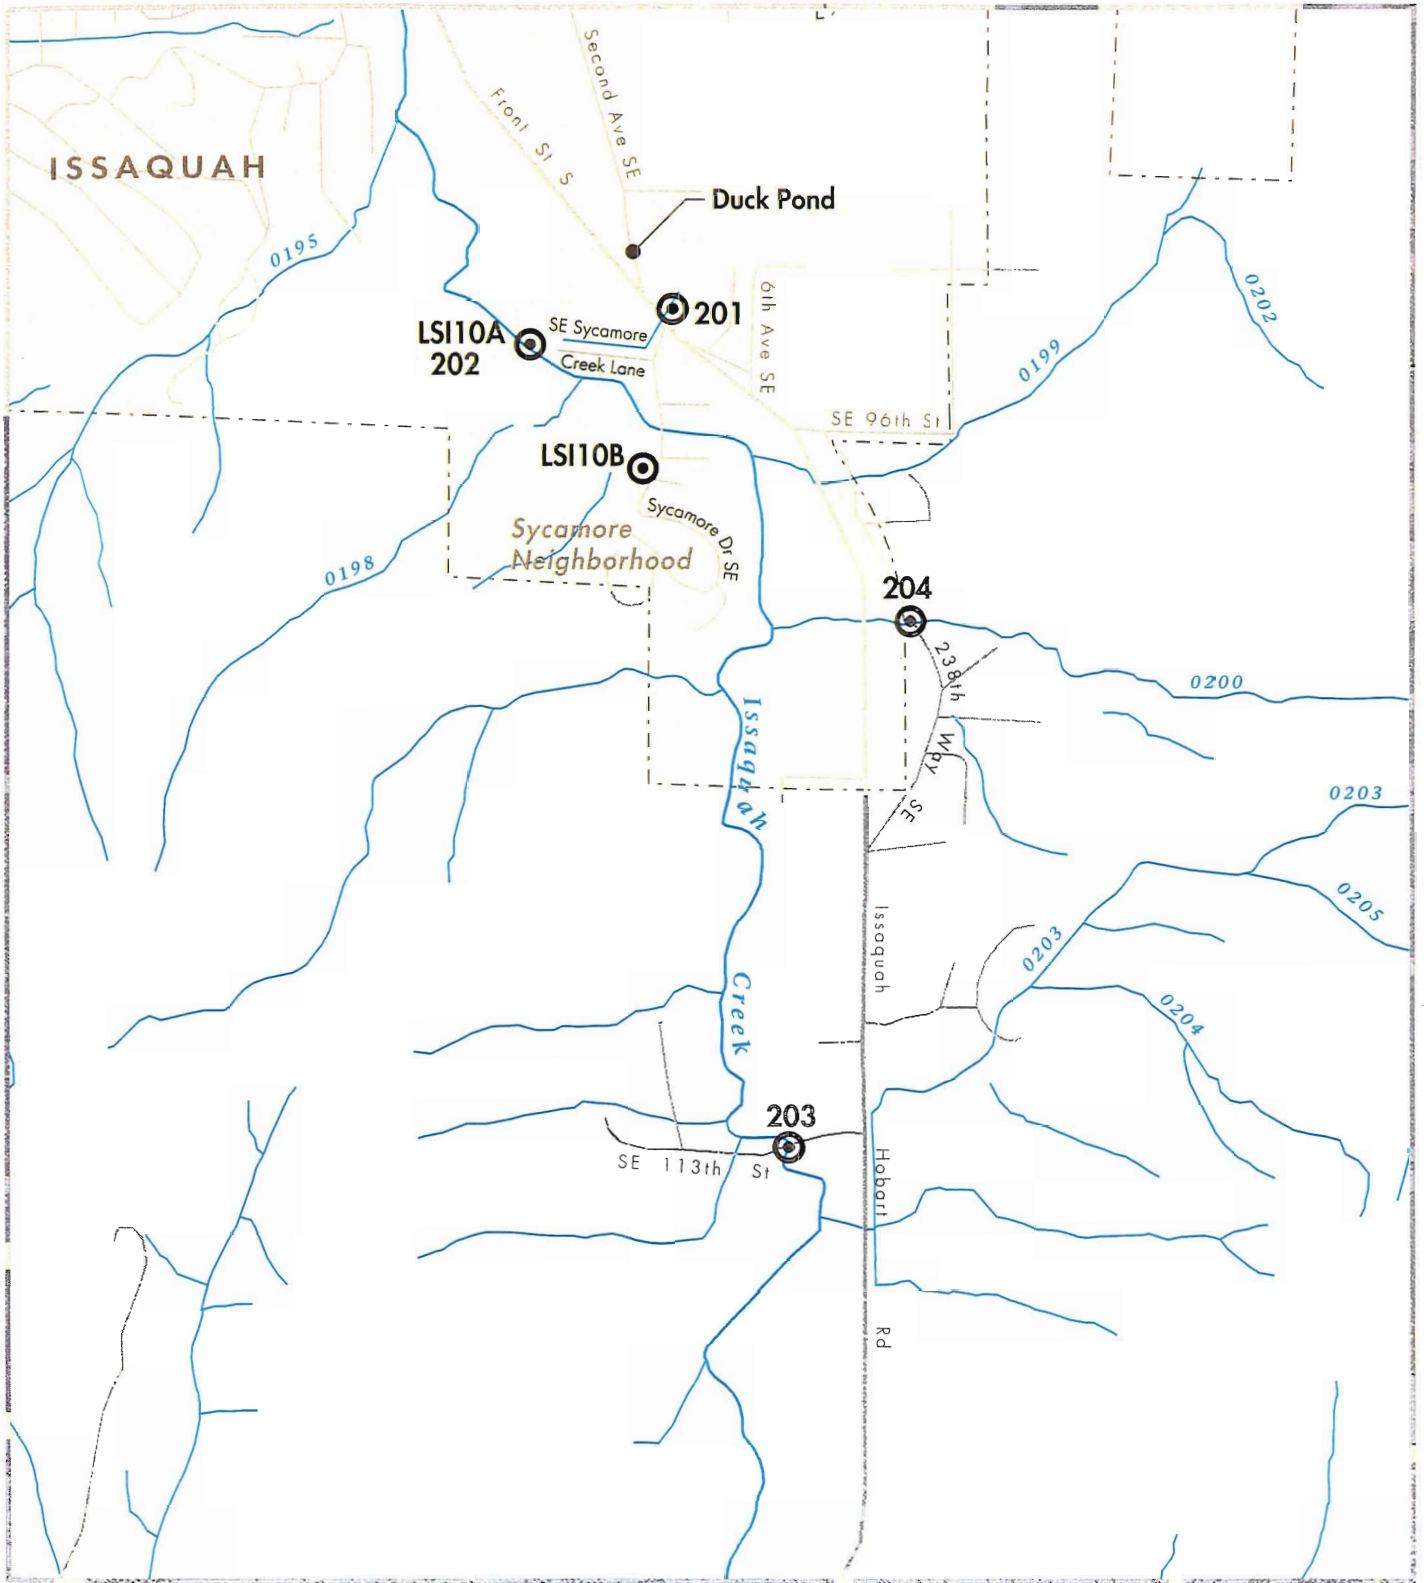 Second Ave SE
Front St S
ISSAQUAH
Duck Pond
0195
0202
6th Ave SE
201
SE Sycamore
LSI10A
202
Creek Lane
0199
SE 96th St
LSI10B
Sycamore Dr SE
Sycamore
Neighborhood
0198
204
238th Way SE
0200
Issaquah Creek
0203
0205
Issaquah Hobart Rd
0203
0204
203
SE 113th St